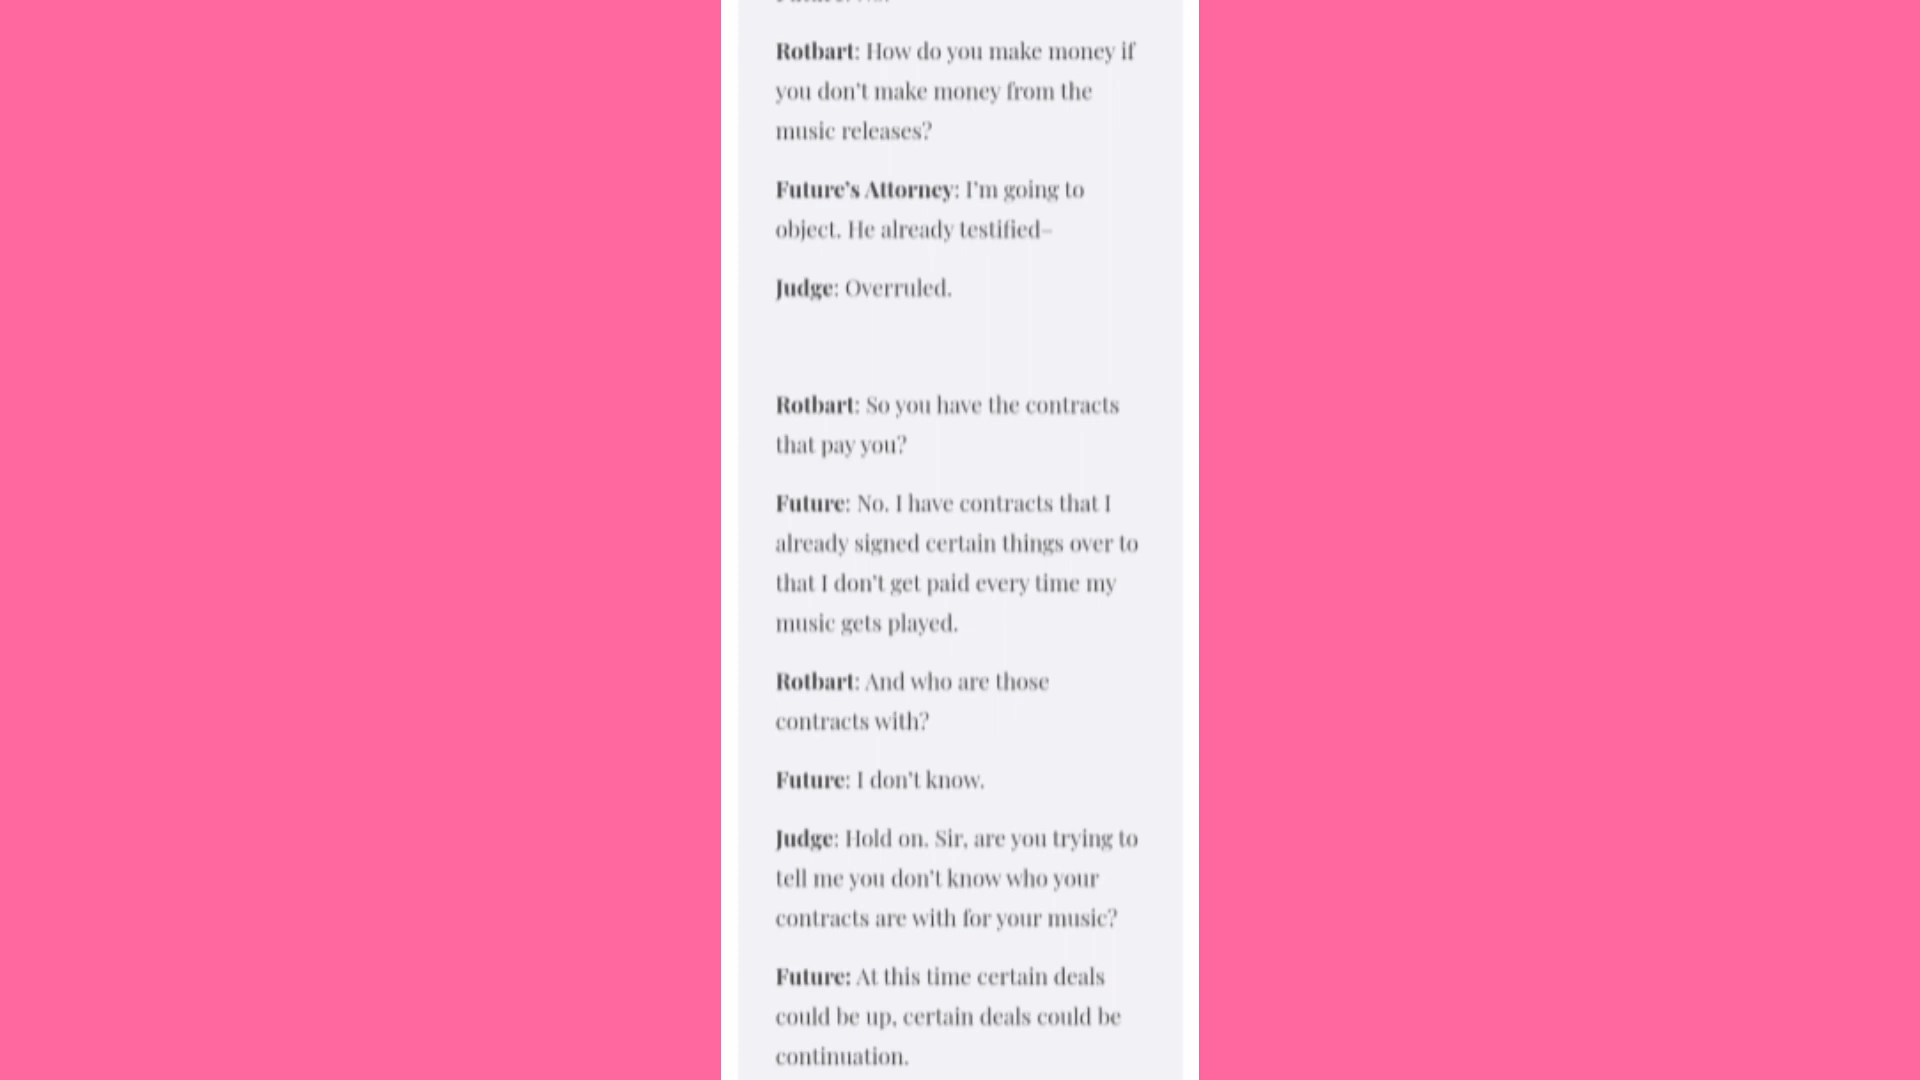 Rotbart: How do you make money if
you don't make money from the
music releases?
Future's Attorney: I'm going to
object. He already testified–
Judge: Overruled.
Rotbart: So you have the contracts
that pay you?
Future: No. I have contracts that I
already signed certain things over to
that I don't get paid every time my
music gets played.
Rotbart: And who are those
contracts with?
Future: I don't know.
Judge: Hold on. Sir, are you trying to
tell me you don't know who your
contracts are with for your music?
Future: At this time certain deals
could be up, certain deals could be
continuation.